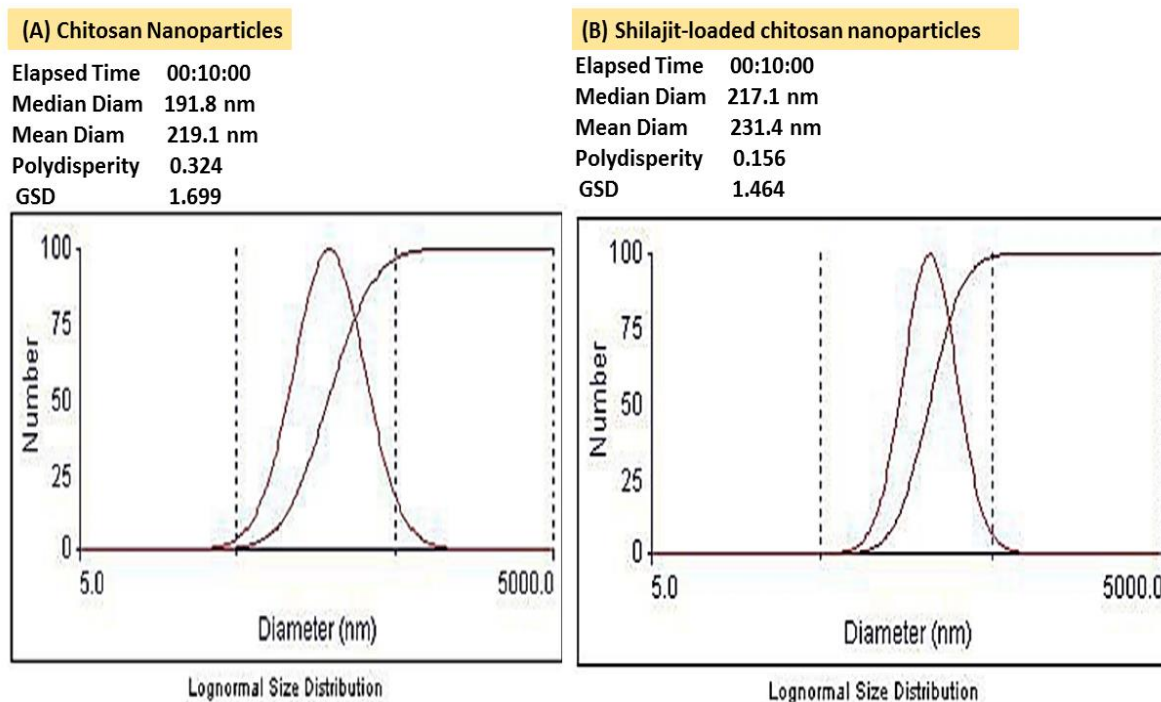 (A) Chitosan Nanoparticles
Elapsed Time 00:10:00
Median Diam 191.8 nm
Mean Diam 219.1 nm
Polydisperity 0.324
GSD 1.699
100
75
50
25
0
Number
5.0
5000.0
Diameter (nm)
Lognormal Size Distribution
(B) Shilajit-loaded chitosan nanoparticles
Elapsed Time 00:10:00
Median Diam 217.1 nm
Mean Diam 231.4 nm
Polydisperity 0.156
GSD 1.464
100
75
50
25
0
Number
5.0
5000.0
Diameter (nm)
Lognormal Size Distribution